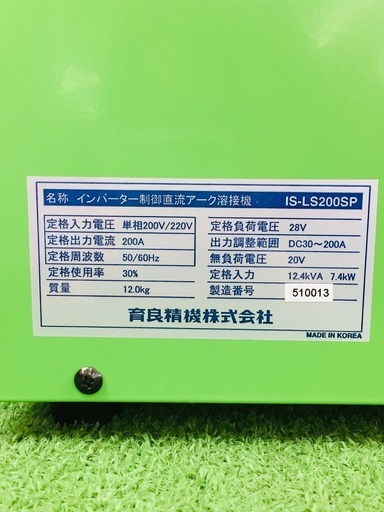 名称 インバーター制御直流アーク溶接機 IS-LS200SP
定格入力電圧 単相200V/220V 定格負荷電圧 28V
定格出力電流 200A 出力調整範囲 DC30～200A
定格周波数 50/60Hz 無負荷電圧 20V
定格使用率 30% 定格入力 12.4kVA 7.4kW
質量 12.0kg 製造番号 510013
育良精機株式会社
MADE IN KOREA